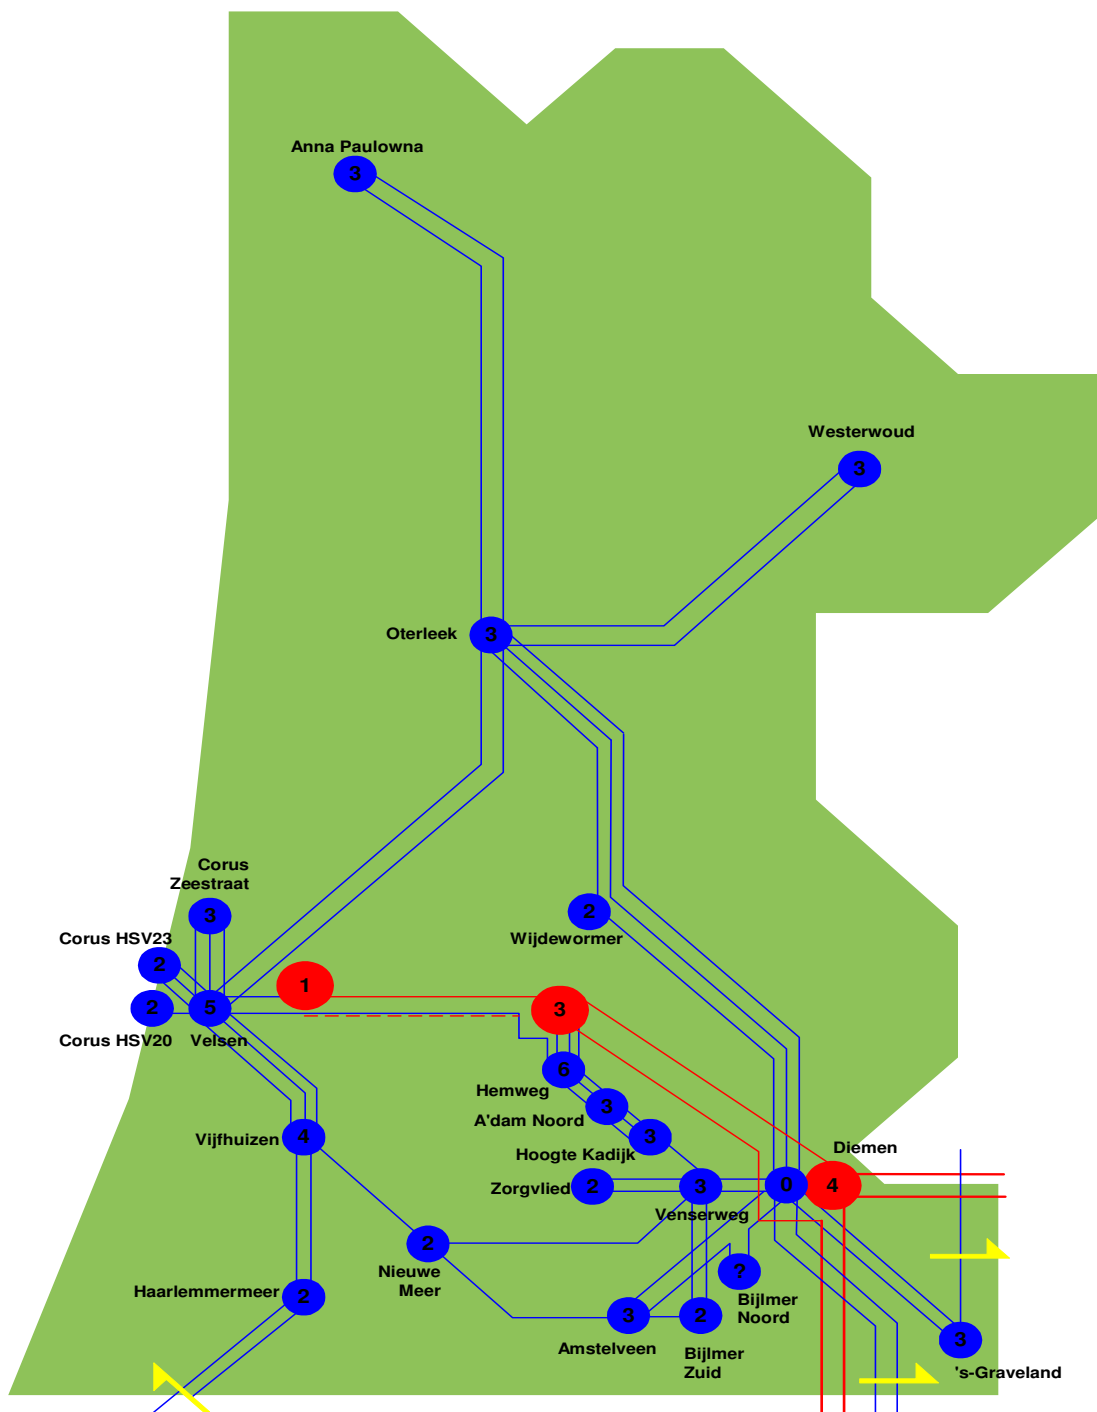 Anna Paulowna
3
Westerwoud
3
Oterleek
3
Corus
Zeestraat
3
2
Wijdewormer
Corus HSV23
2
1
2
5
3
Corus HSV20
Velsen
6
Hemweg
3
A'dam Noord
Vijfhuizen
4
3
Hoogte Kadijk
Diemen
Zorgvlied
2
3
0
4
Venserweg
2
Nieuwe
Meer
?
Bijlmer
Noord
Haarlemmermeer
2
3
2
Amstelveen
Bijlmer
Zuid
3
's-Graveland